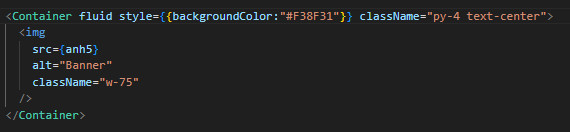 <Container fluid style={{backgroundColor:"#F38F31"}} className="py-4 text-center">
<img
src={anh5}
alt="Banner"
className="w-75"
/>
</Container>